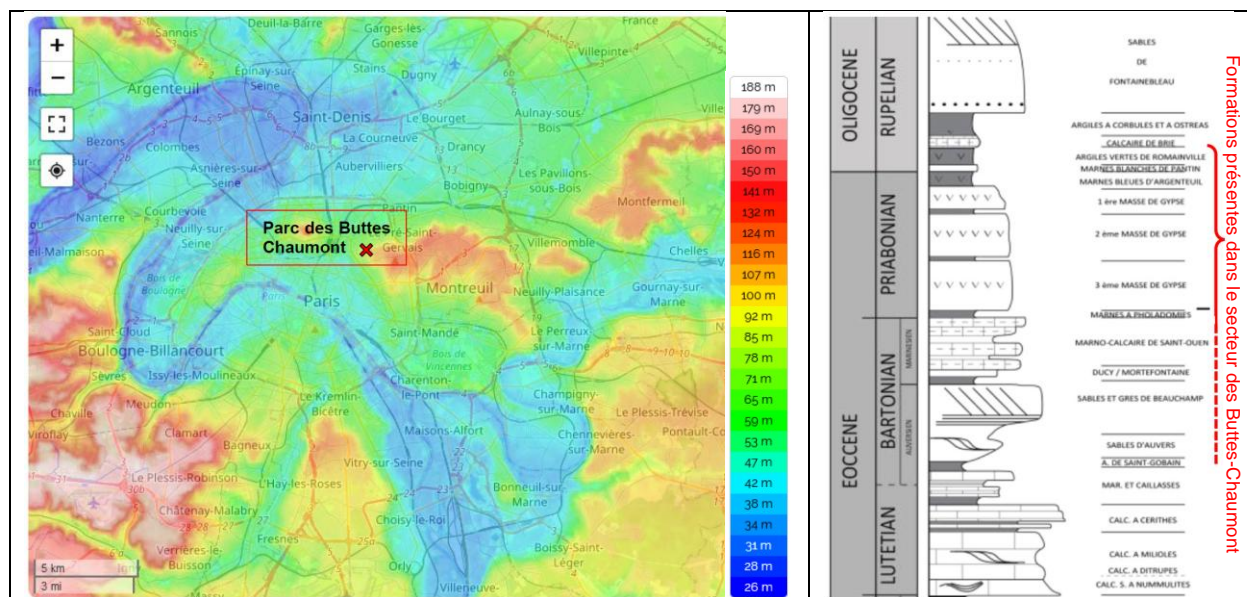 +
−
Sannois
Deuil-la-Barre
Garges-lès-
Gonesse
France
Villepinte
Stains
Dugny
Épinay-sur-
Seine
Argenteuil
Saint-Denis
Le Bourget
Aulnay-sous-
Bois
Bezons
Colombes
La Courneuve
Drancy
Asnières-sur-
Seine
Aubervilliers
Les Pavillons-
sous-Bois
Bobigny
Montfermeil
Nanterre
Courbevoie
Pantin
Neuilly-sur-
Seine
Parc des Buttes
Chaumont
Gervais
Villemomble
Chelles
Bois de
Boulogne
Paris
Paris
Montreuil
Neuilly-Plaisance
Gournay-sur-
Marne
Saint-Cloud
Saint-Mandé
Le Perreux
sur-Marne
Boulogne-Billancourt
Bois de
Vincennes
Sèvres
Issy-les-Moulineaux
Charenton-
le-Pont
Champigny-
sur-Marne
Chaville
Meudon
Le Kremlin-
Bicêtre
Le Plessis-Trévise
Viroflay
Clamart
Bagneux
Maisons-Alfort
Chennevières-
sur-Marne
Pontault-Co
Vitry-sur-Seine
Le Plessis-Robinson
L'Haÿ-les-Roses
Bonneuil-sur-
Marne
Châtenay-Malabry
Choisy-le-Roi
Fresnes
Boissy-Saint-
Léger
Verrières-le-
Buisson
Orly
Villeneuve-
5 km
3 mi
188 m
179 m
169 m
160 m
150 m
141 m
132 m
124 m
116 m
107 m
100 m
92 m
85 m
78 m
71 m
65 m
59 m
53 m
47 m
42 m
38 m
34 m
31 m
28 m
26 m
OLIGOCENE
EOCENE
RUPELIAN
PRIABONIAN
BARTONIAN
LUTETIAN
MARINESIEN
AUVERSIEN
SABLES
DE
FONTAINEBLEAU
ARGILES A CORBULES ET A OSTREAS
CALCAIRE DE BRIE
ARGILES VERTES DE ROMAINVILLE
MARNES BLANCHES DE PANTIN
MARNES BLEUES D'ARGENTEUIL
1 ère MASSE DE GYPSE
2 ème MASSE DE GYPSE
3 ème MASSE DE GYPSE
MARNES A PHOLADOMIES
MARNO-CALCAIRE DE SAINT-OUEN
DUCY / MORTEFONTAINE
SABLES ET GRES DE BEAUCHAMP
SABLES D'AUVERS
A. DE SAINT-GOBAIN
MAR. ET CAILLASSES
CALC. A CERITHES
CALC. A MILIOLES
CALC. A DITRUPES
CALC. S. A NUMMULITES
Formations présentes dans le secteur des Buttes-Chaumont